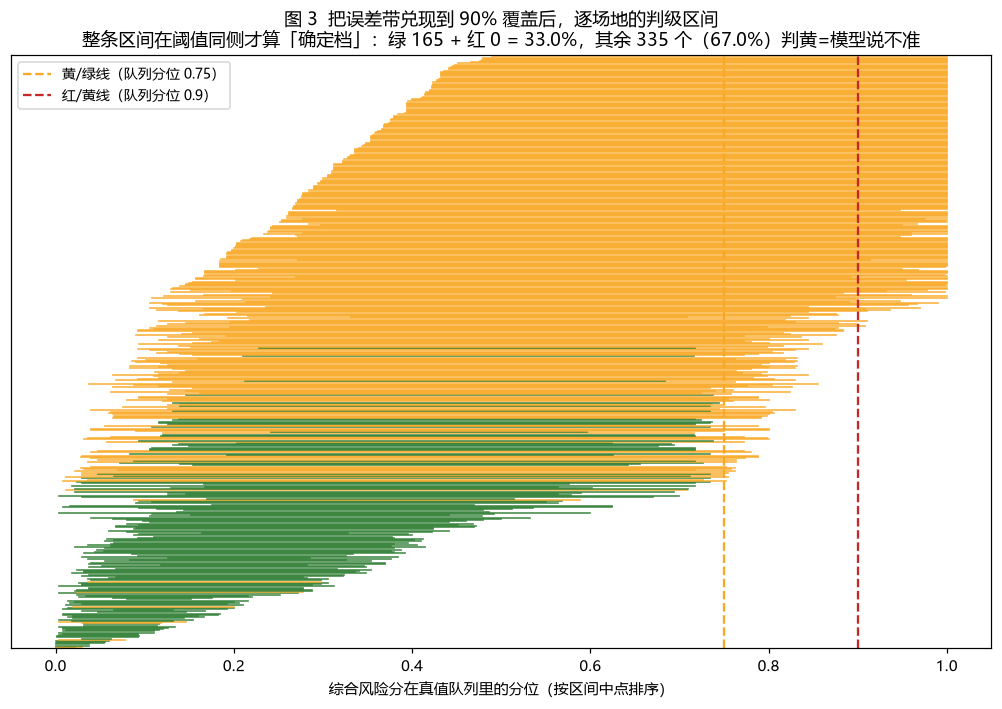 图 3  把误差带兑现到 90% 覆盖后，逐场地的判级区间
整条区间在阈值同侧才算「确定档」：绿 165 + 红 0 = 33.0%，其余 335 个（67.0%）判黄=模型说不准
黄/绿线（队列分位 0.75）
红/黄线（队列分位 0.9）
0.0 0.2 0.4 0.6 0.8 1.0
综合风险分在真值队列里的分位（按区间中点排序）